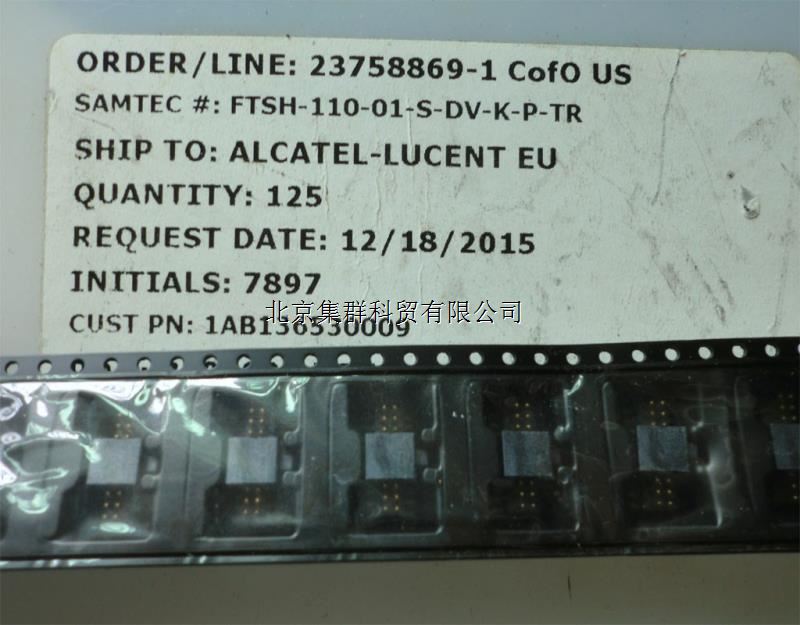 ORDER/LINE: 23758869-1 CofO US
SAMTEC #: FTSH-110-01-S-DV-K-P-TR
SHIP TO: ALCATEL-LUCENT EU
QUANTITY: 125
REQUEST DATE: 12/18/2015
INITIALS: 7897
北京集群科贸有限公司
CUST PN: